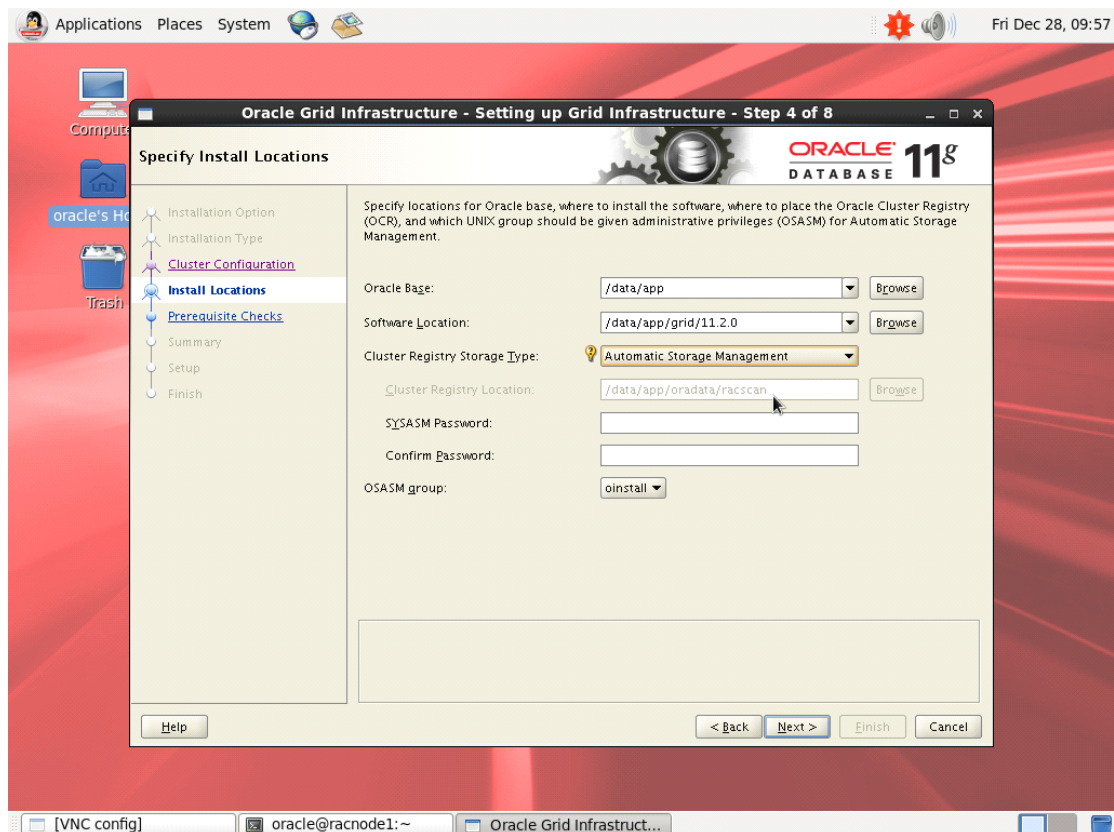 Applications Places System
Fri Dec 28, 09:57
Oracle Grid Infrastructure - Setting up Grid Infrastructure - Step 4 of 8
Specify Install Locations
ORACLE
DATABASE
11g
Installation Option
Installation Type
Cluster Configuration
Install Locations
Prerequisite Checks
Summary
Setup
Finish
Specify locations for Oracle base, where to install the software, where to place the Oracle Cluster Registry
(OCR), and which UNIX group should be given administrative privileges (OSASM) for Automatic Storage
Management.
Oracle Base: /data/app Browse
Software Location: /data/app/grid/11.2.0 Browse
Cluster Registry Storage Type: Automatic Storage Management
Cluster Registry Location: /data/app/oradata/racscan Browse
SYSASM Password:
Confirm Password:
OSASM group: oinstall
Help
< Back Next > Finish Cancel
Compute
oracle's Ho
Trash
[VNC config] oracle@racnode1:~ Oracle Grid Infrastruct...